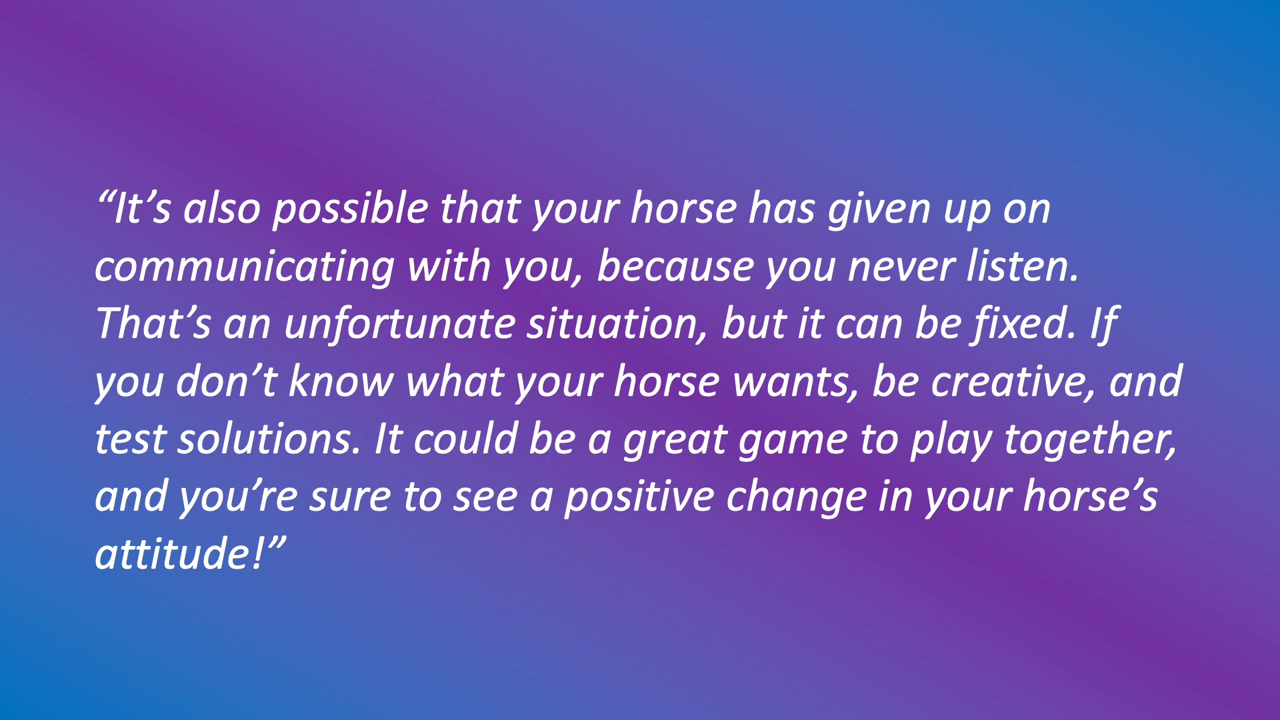 “It’s also possible that your horse has given up on
communicating with you, because you never listen.
That’s an unfortunate situation, but it can be fixed. If
you don’t know what your horse wants, be creative, and
test solutions. It could be a great game to play together,
and you’re sure to see a positive change in your horse’s
attitude!”